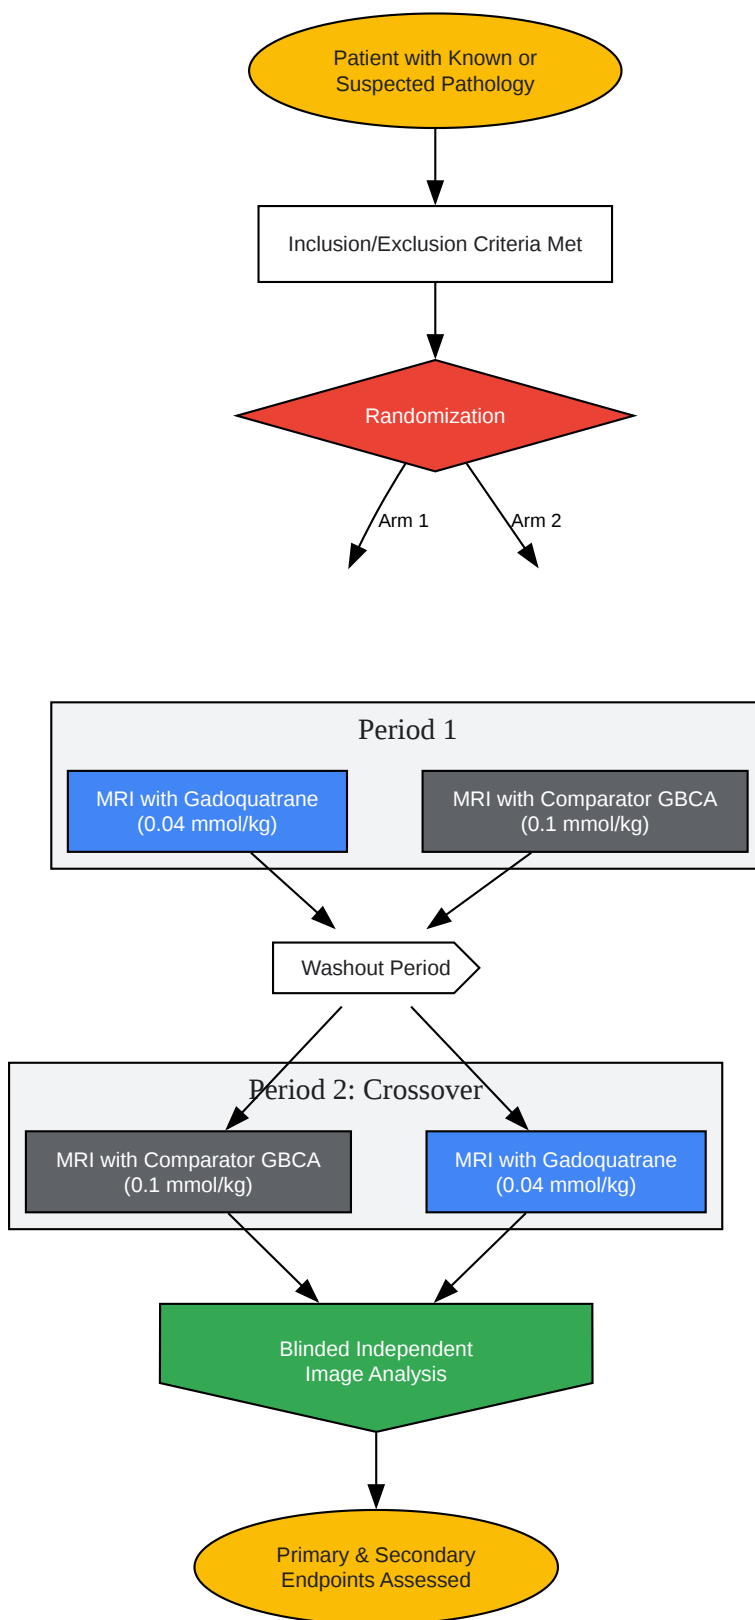 Patient with Known or
Suspected Pathology
Inclusion/Exclusion Criteria Met
Randomization
Arm 1
Arm 2
Period 1
MRI with Gadoquatrane
(0.04 mmol/kg)
MRI with Comparator GBCA
(0.1 mmol/kg)
Washout Period
Period 2: Crossover
MRI with Comparator GBCA
(0.1 mmol/kg)
MRI with Gadoquatrane
(0.04 mmol/kg)
Blinded Independent
Image Analysis
Primary & Secondary
Endpoints Assessed